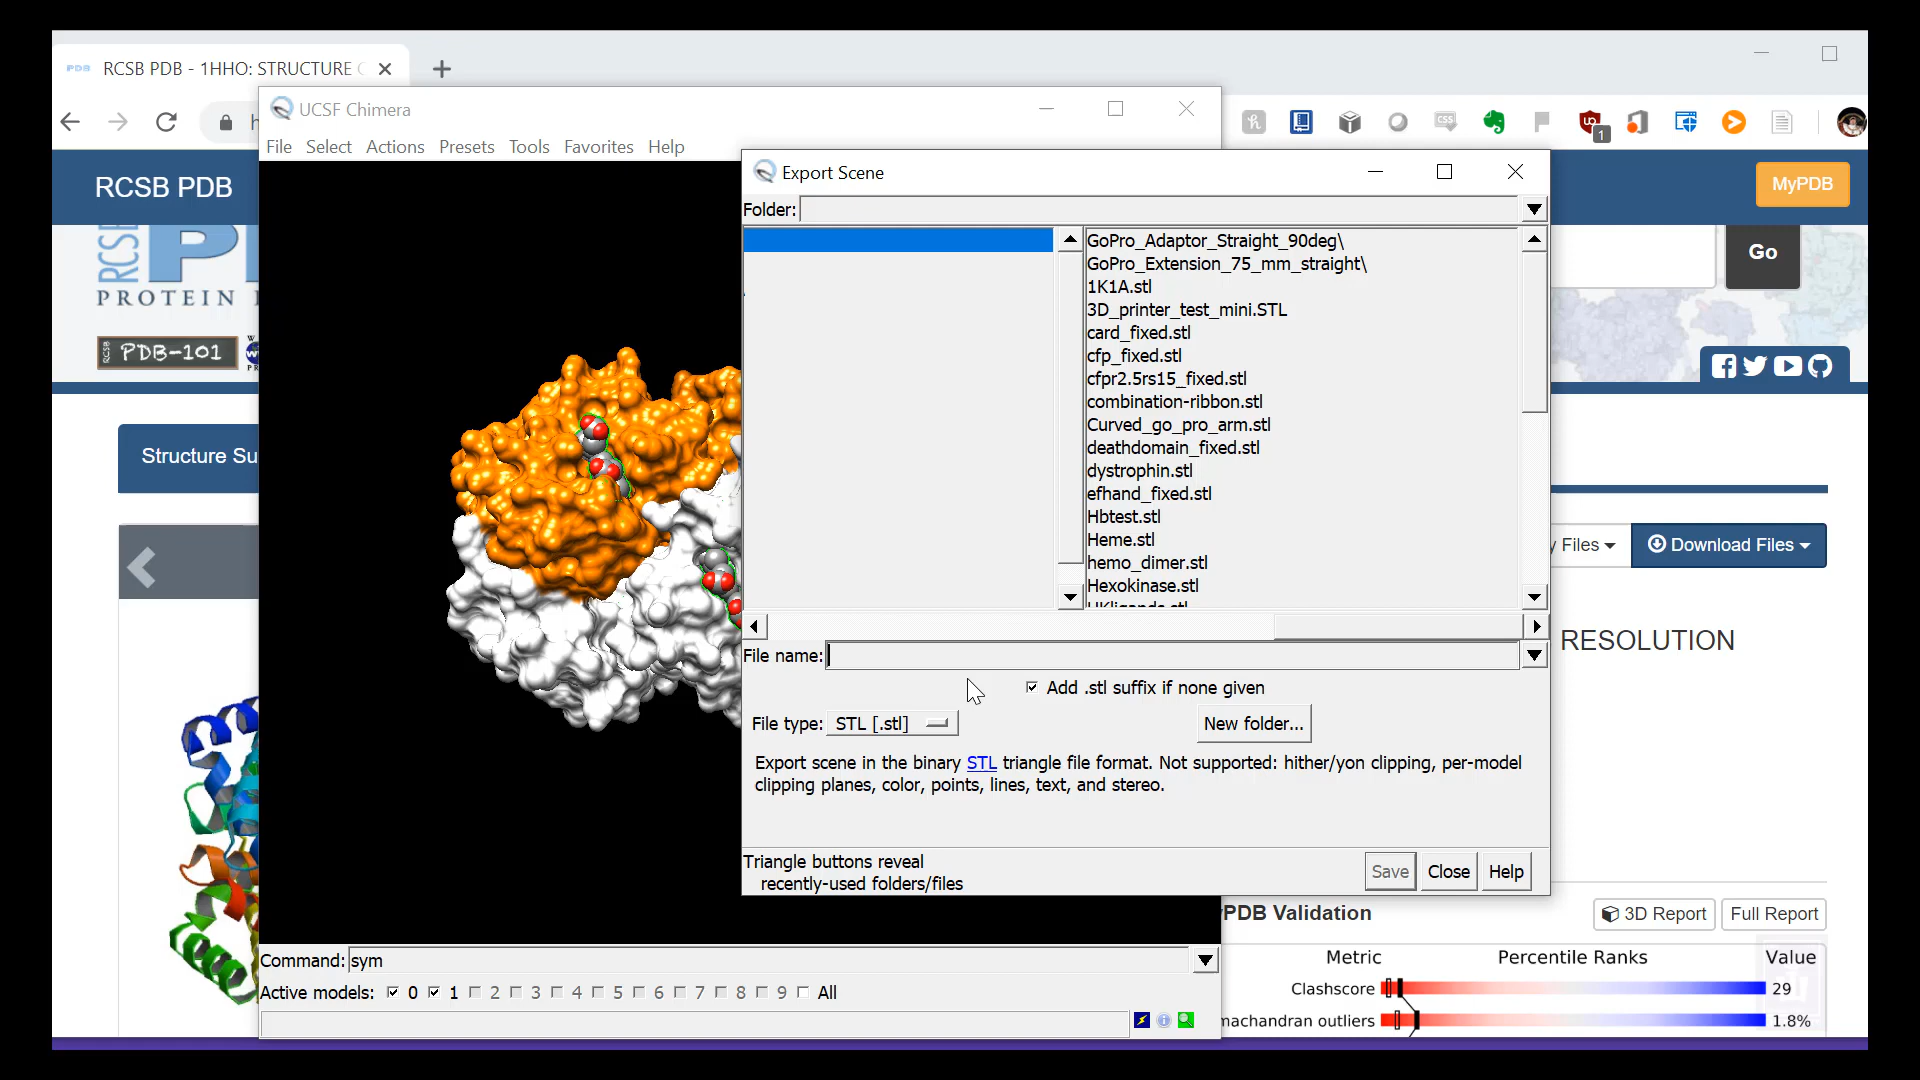 RCSB PDB - 1HHO: STRUCTURE
UCSF Chimera
File Select Actions Presets Tools Favorites Help
1
RCSB PDB
MyPDB
Export Scene
Folder:
PROTEIN
PDB-101
Go
GoPro_Adaptor_Straight_90deg\
GoPro_Extension_75_mm_straight\
1K1A.stl
3D_printer_test_mini.STL
card_fixed.stl
cfp_fixed.stl
cfpr2.5rs15_fixed.stl
combination-ribbon.stl
Curved_go_pro_arm.stl
deathdomain_fixed.stl
dystrophin.stl
efhand_fixed.stl
Hbtest.stl
Heme.stl
hemo_dimer.stl
Hexokinase.stl
Structure Su
y Files
Download Files
RESOLUTION
File name:
Add .stl suffix if none given
File type: STL [.stl]
New folder...
Export scene in the binary STL triangle file format. Not supported: hither/yon clipping, per-model
clipping planes, color, points, lines, text, and stereo.
Triangle buttons reveal
recently-used folders/files
Save Close Help
PDB Validation
3D Report
Full Report
Metric Percentile Ranks Value
Clashscore 29
machandran outliers 1.8%
Command: sym
Active models: 0 1 2 3 4 5 6 7 8 9 All